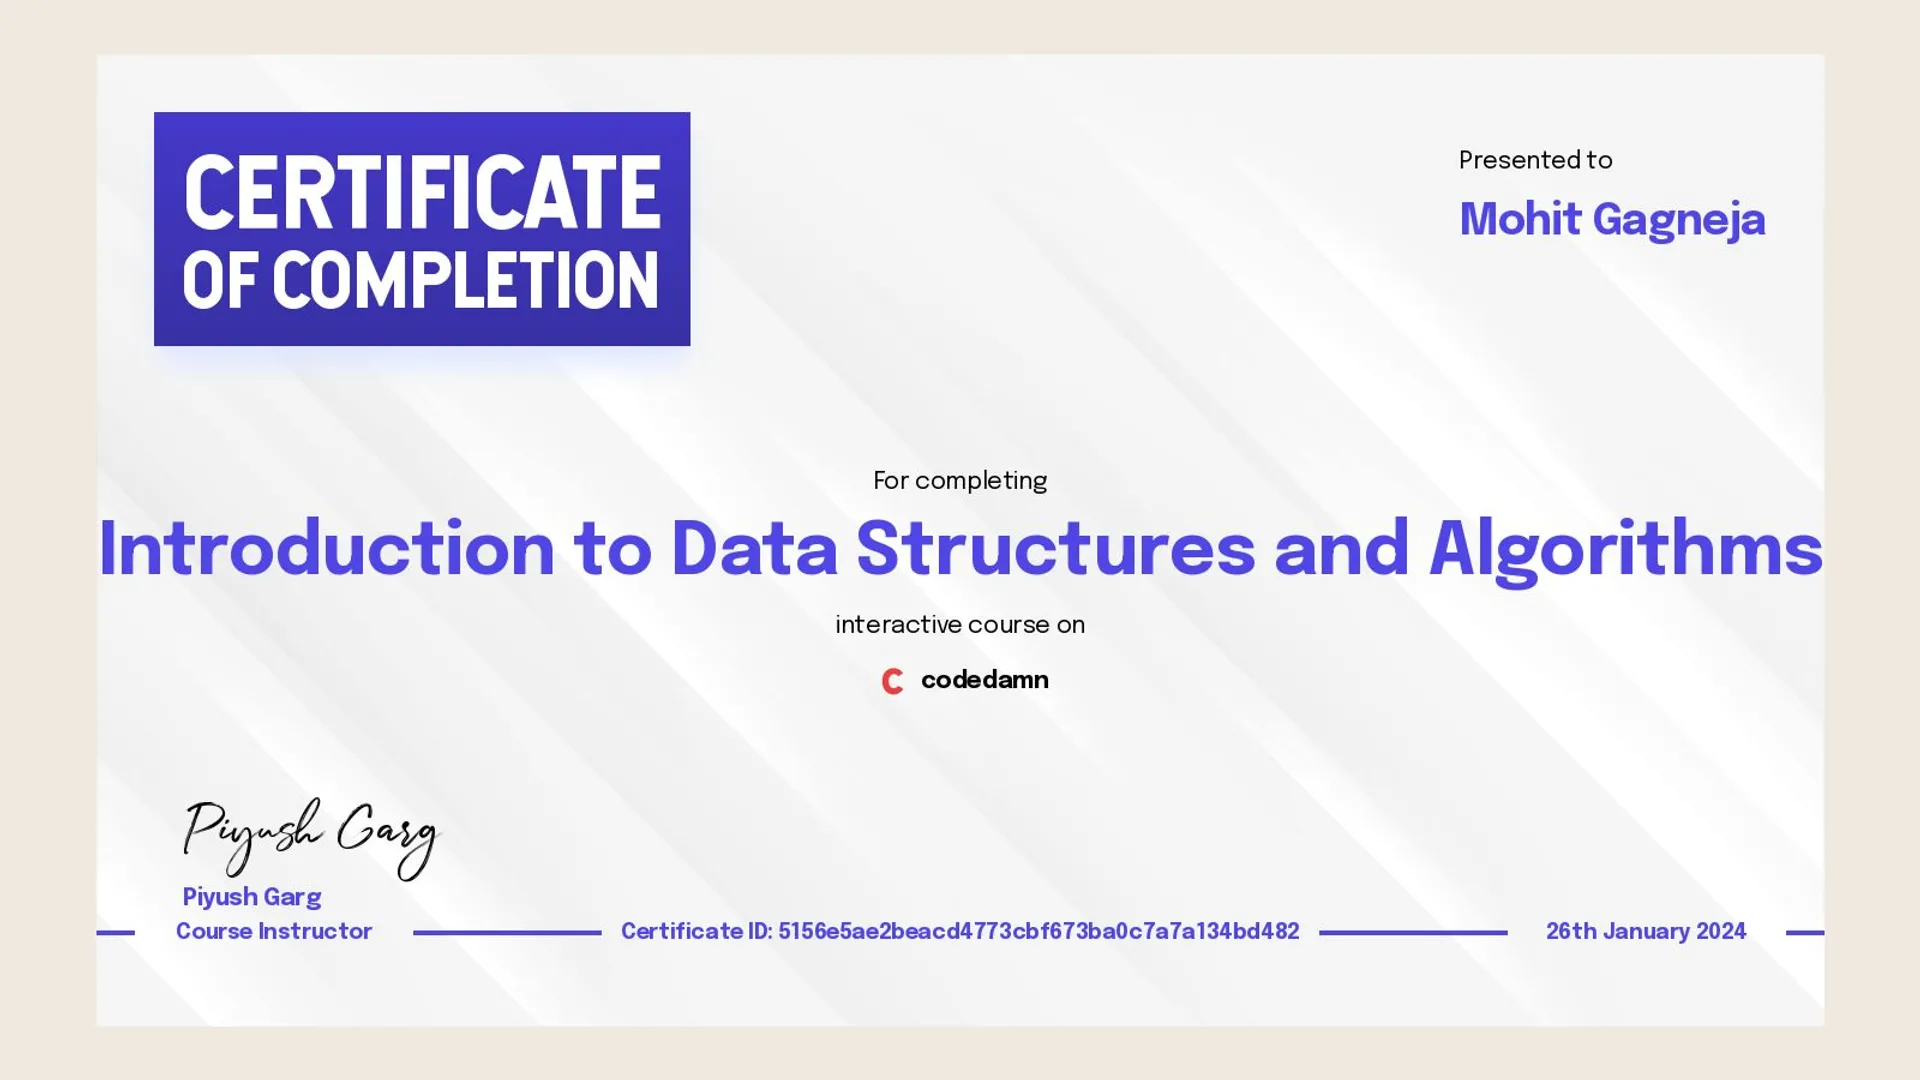 CERTIFICATE
OF COMPLETION
Presented to
Mohit Gagneja
For completing
Introduction to Data Structures and Algorithms
interactive course on
C codedamn
Piyush Garg
Piyush Garg
Course Instructor
Certificate ID: 5156e5ae2beacd4773cbf673ba0c7a7a134bd482
26th January 2024